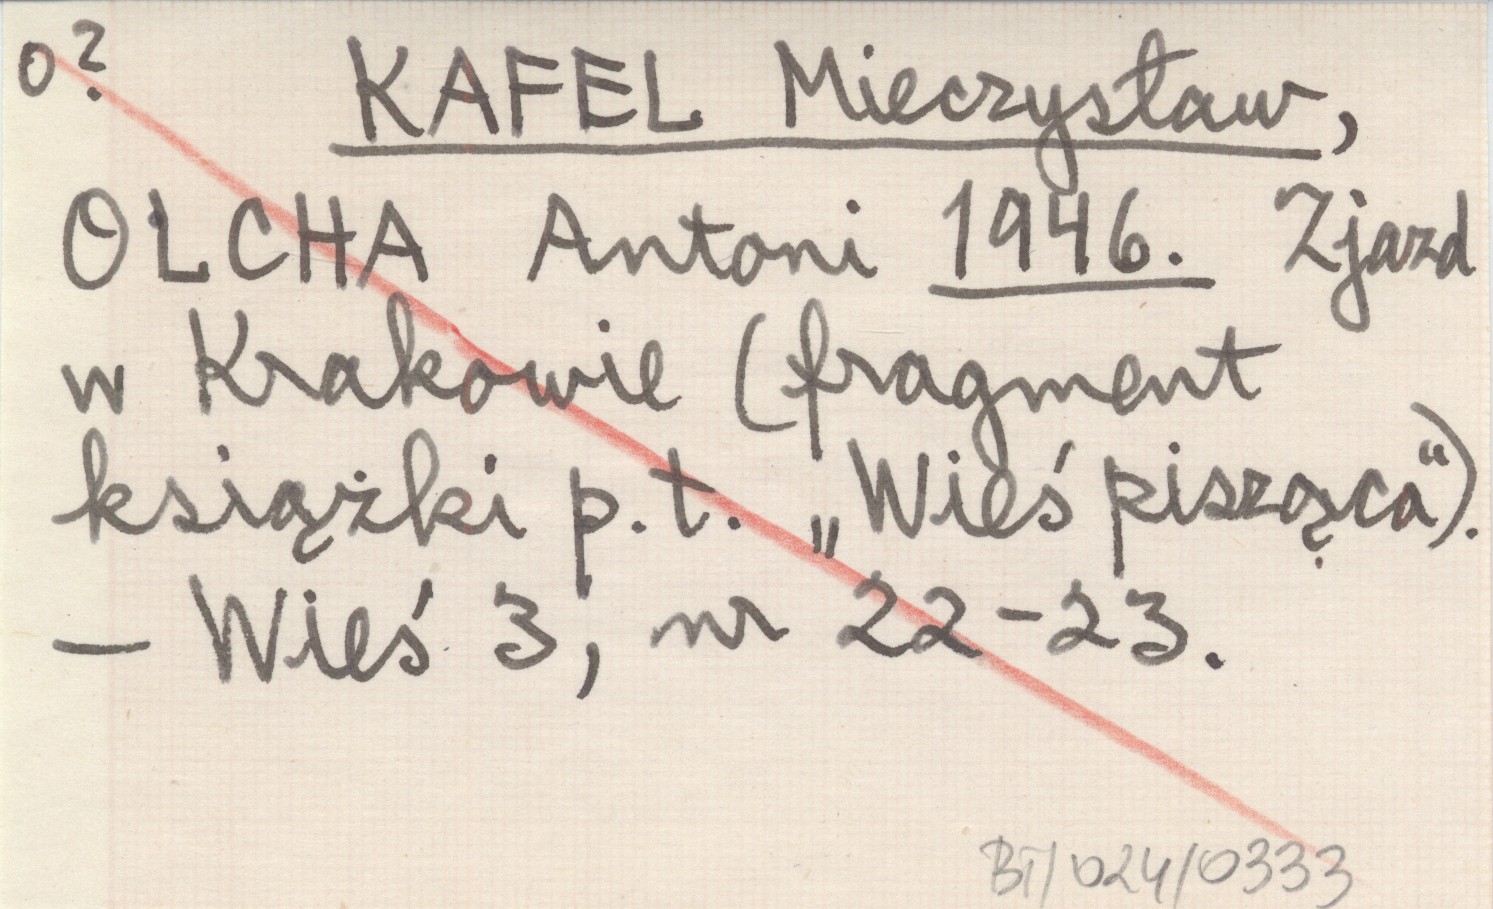 o?
KAFEL Mieczysław,
OLCHA Antoni 1946. Zjazd
w Krakowie (fragment
książki p.t. „Wieś pisząca“).
— Wieś 3, nr 22-23.
BT/024/0333